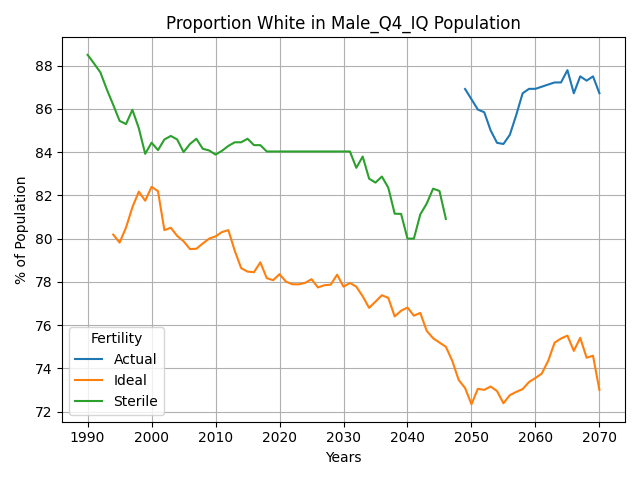 Proportion White in Male_Q4_IQ Population
% of Population
88
86
84
82
80
78
76
74
72
Fertility
Actual
Ideal
Sterile
1990 2000 2010 2020 2030 2040 2050 2060 2070
Years